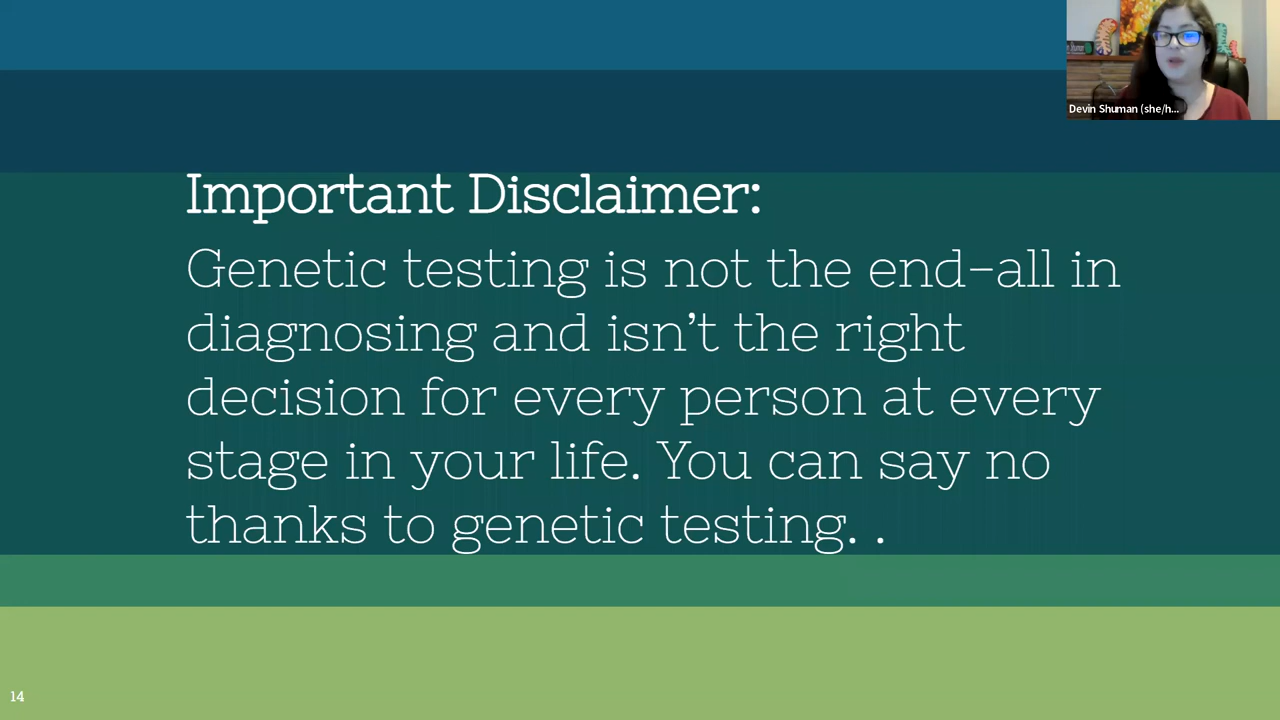 Devin Shuman (she/h...
Important Disclaimer:
Genetic testing is not the end-all in
diagnosing and isn't the right
decision for every person at every
stage in your life. You can say no
thanks to genetic testing. .
14